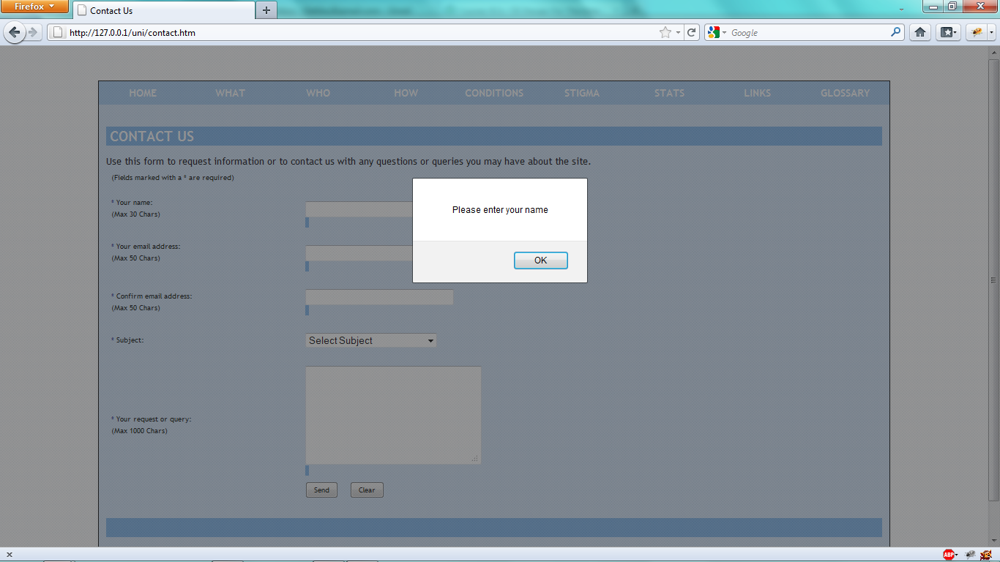 Firefox
Contact Us
http://127.0.0.1/uni/contact.htm
Google
HOME WHAT WHO HOW CONDITIONS STIGMA STATS LINKS GLOSSARY
CONTACT US
Use this form to request information or to contact us with any questions or queries you may have about the site.
(Fields marked with a * are required)
* Your name:
(Max 30 Chars)
Please enter your name
OK
* Your email address:
(Max 50 Chars)
* Confirm email address:
(Max 50 Chars)
* Subject:
Select Subject
* Your request or query:
(Max 1000 Chars)
Send Clear
ABP